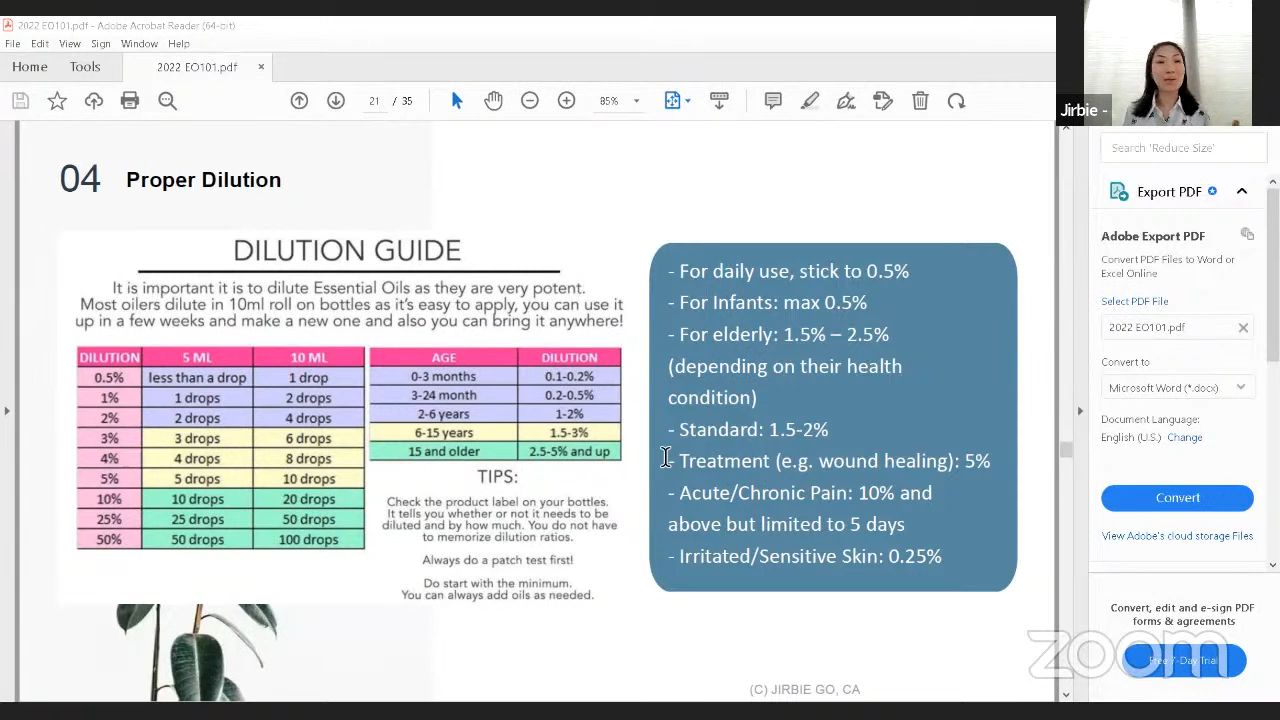 2022 EO101.pdf - Adobe Acrobat Reader (64-bit)
File Edit View Sign Window Help
Home Tools 2022 EO101.pdf ×
21 / 35 85%
Jirbie -
04 Proper Dilution
DILUTION GUIDE
It is important it is to dilute Essential Oils as they are very potent.
Most oilers dilute in 10ml roll on bottles as it's easy to apply, you can use it
up in a few weeks and make a new one and also you can bring it anywhere!
DILUTION 5 ML 10 ML
0.5% less than a drop 1 drop
1% 1 drops 2 drops
2% 2 drops 4 drops
3% 3 drops 6 drops
4% 4 drops 8 drops
5% 5 drops 10 drops
10% 10 drops 20 drops
25% 25 drops 50 drops
50% 50 drops 100 drops
AGE DILUTION
0-3 months 0.1-0.2%
3-24 month 0.2-0.5%
2-6 years 1-2%
6-15 years 1.5-3%
15 and older 2.5-5% and up
TIPS:
Check the product label on your bottles.
It tells you whether or not it needs to be
diluted and by how much. You do not have
to memorize dilution ratios.
Always do a patch test first!
Do start with the minimum.
You can always add oils as needed.
- For daily use, stick to 0.5%
- For Infants: max 0.5%
- For elderly: 1.5% – 2.5%
(depending on their health
condition)
- Standard: 1.5-2%
- Treatment (e.g. wound healing): 5%
- Acute/Chronic Pain: 10% and
above but limited to 5 days
- Irritated/Sensitive Skin: 0.25%
(C) JIRBIE GO, CA
Search 'Reduce Size'
Export PDF
Adobe Export PDF
Convert PDF Files to Word or
Excel Online
Select PDF File
2022 EO101.pdf
Convert to
Microsoft Word (*.docx)
Document Language:
English (U.S.) Change
Convert
View Adobe's cloud storage Files
Convert, edit and e-sign PDF
forms & agreements
Free 7-Day Trial
zoom